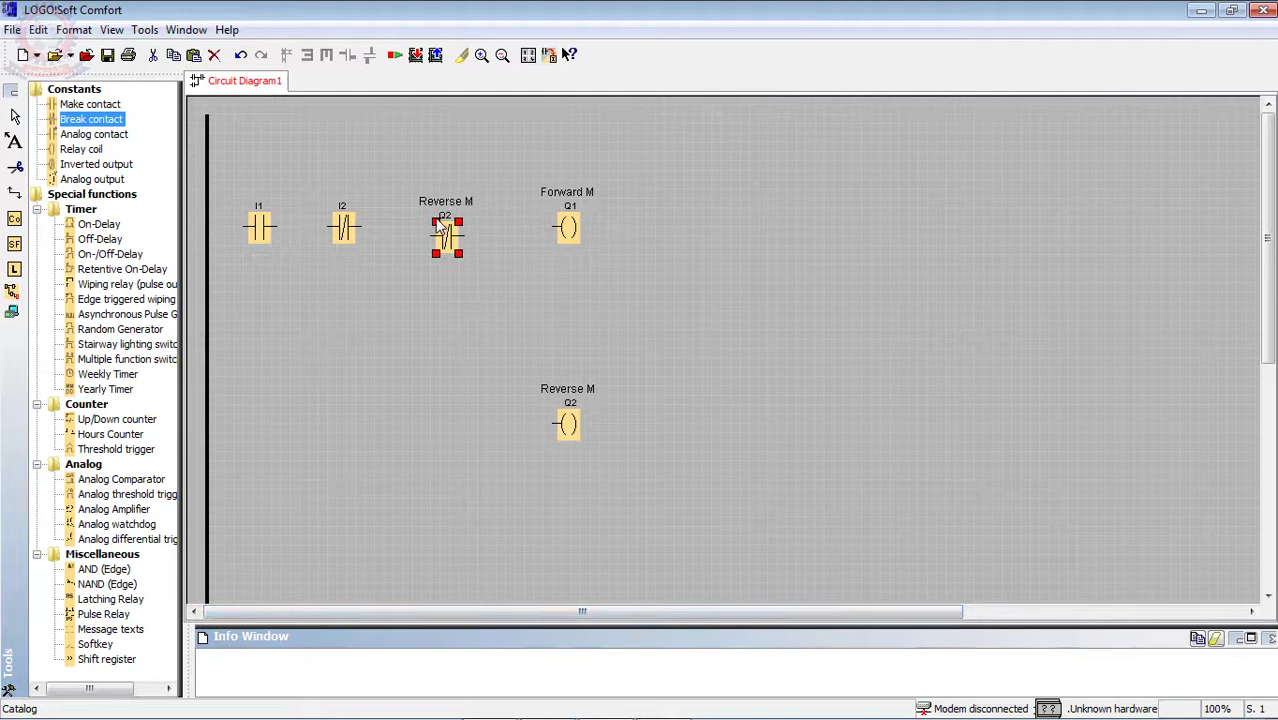 LOGO!Soft Comfort
File Edit Format View Tools Window Help
Circuit Diagram1
Constants
Make contact
Break contact
Analog contact
Relay coil
Inverted output
Analog output
Special functions
Timer
On-Delay
Off-Delay
On-/Off-Delay
Retentive On-Delay
Wiping relay (pulse ou
Edge triggered wiping
Asynchronous Pulse G
Random Generator
Stairway lighting switc
Multiple function switc
Weekly Timer
Yearly Timer
Counter
Up/Down counter
Hours Counter
Threshold trigger
Analog
Analog Comparator
Analog threshold trigg
Analog Amplifier
Analog watchdog
Analog differential trig
Miscellaneous
AND (Edge)
NAND (Edge)
Latching Relay
Pulse Relay
Message texts
Softkey
Shift register
Co
SF
L
Tools
I1
I2
Reverse M
Q2
Forward M
Q1
Reverse M
Q2
Info Window
Catalog
Modem disconnected
? ?
.Unknown hardware
100%
S. 1